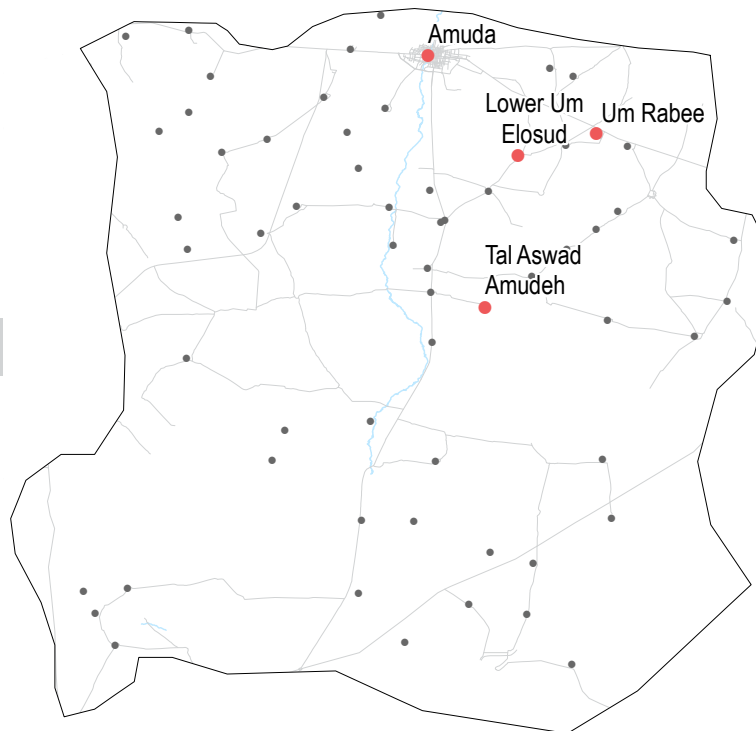 Amuda
Lower Um
Elosud
Um Rabee
Tal Aswad
Amudeh